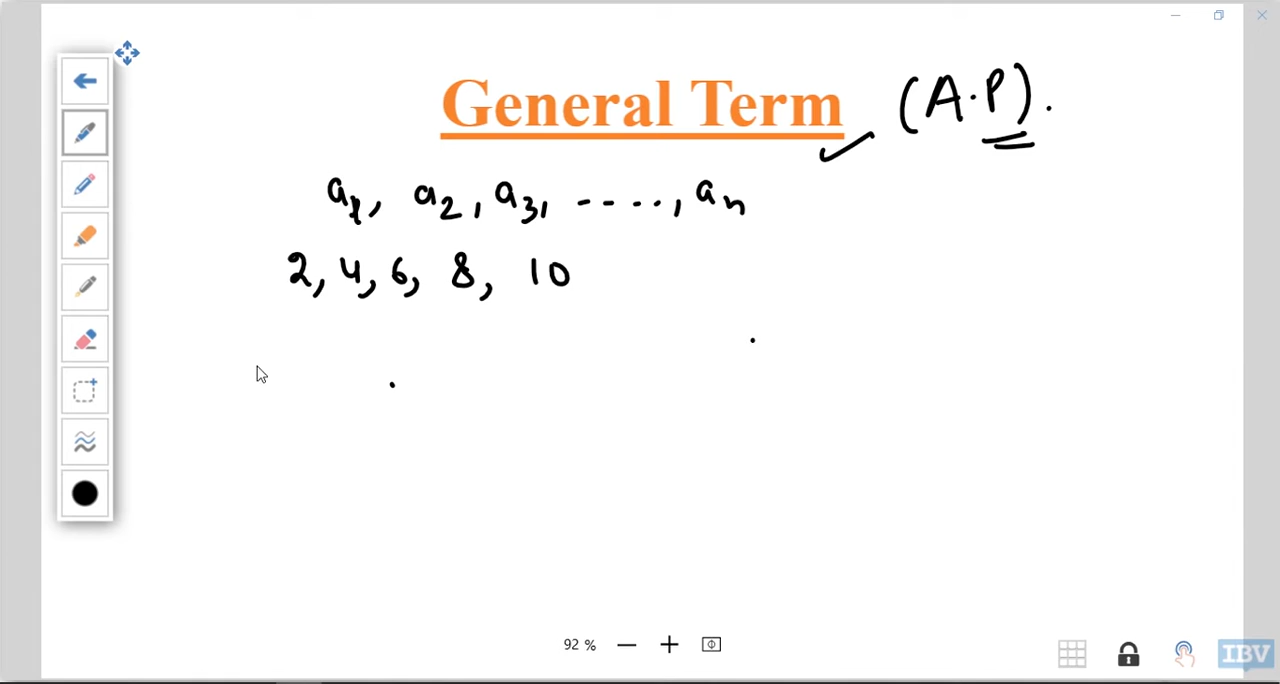 General Term (A.P).
a1, a2, a3, ‐‐‐‐.., an
2, 4, 6, 8, 10
92 %
IBV